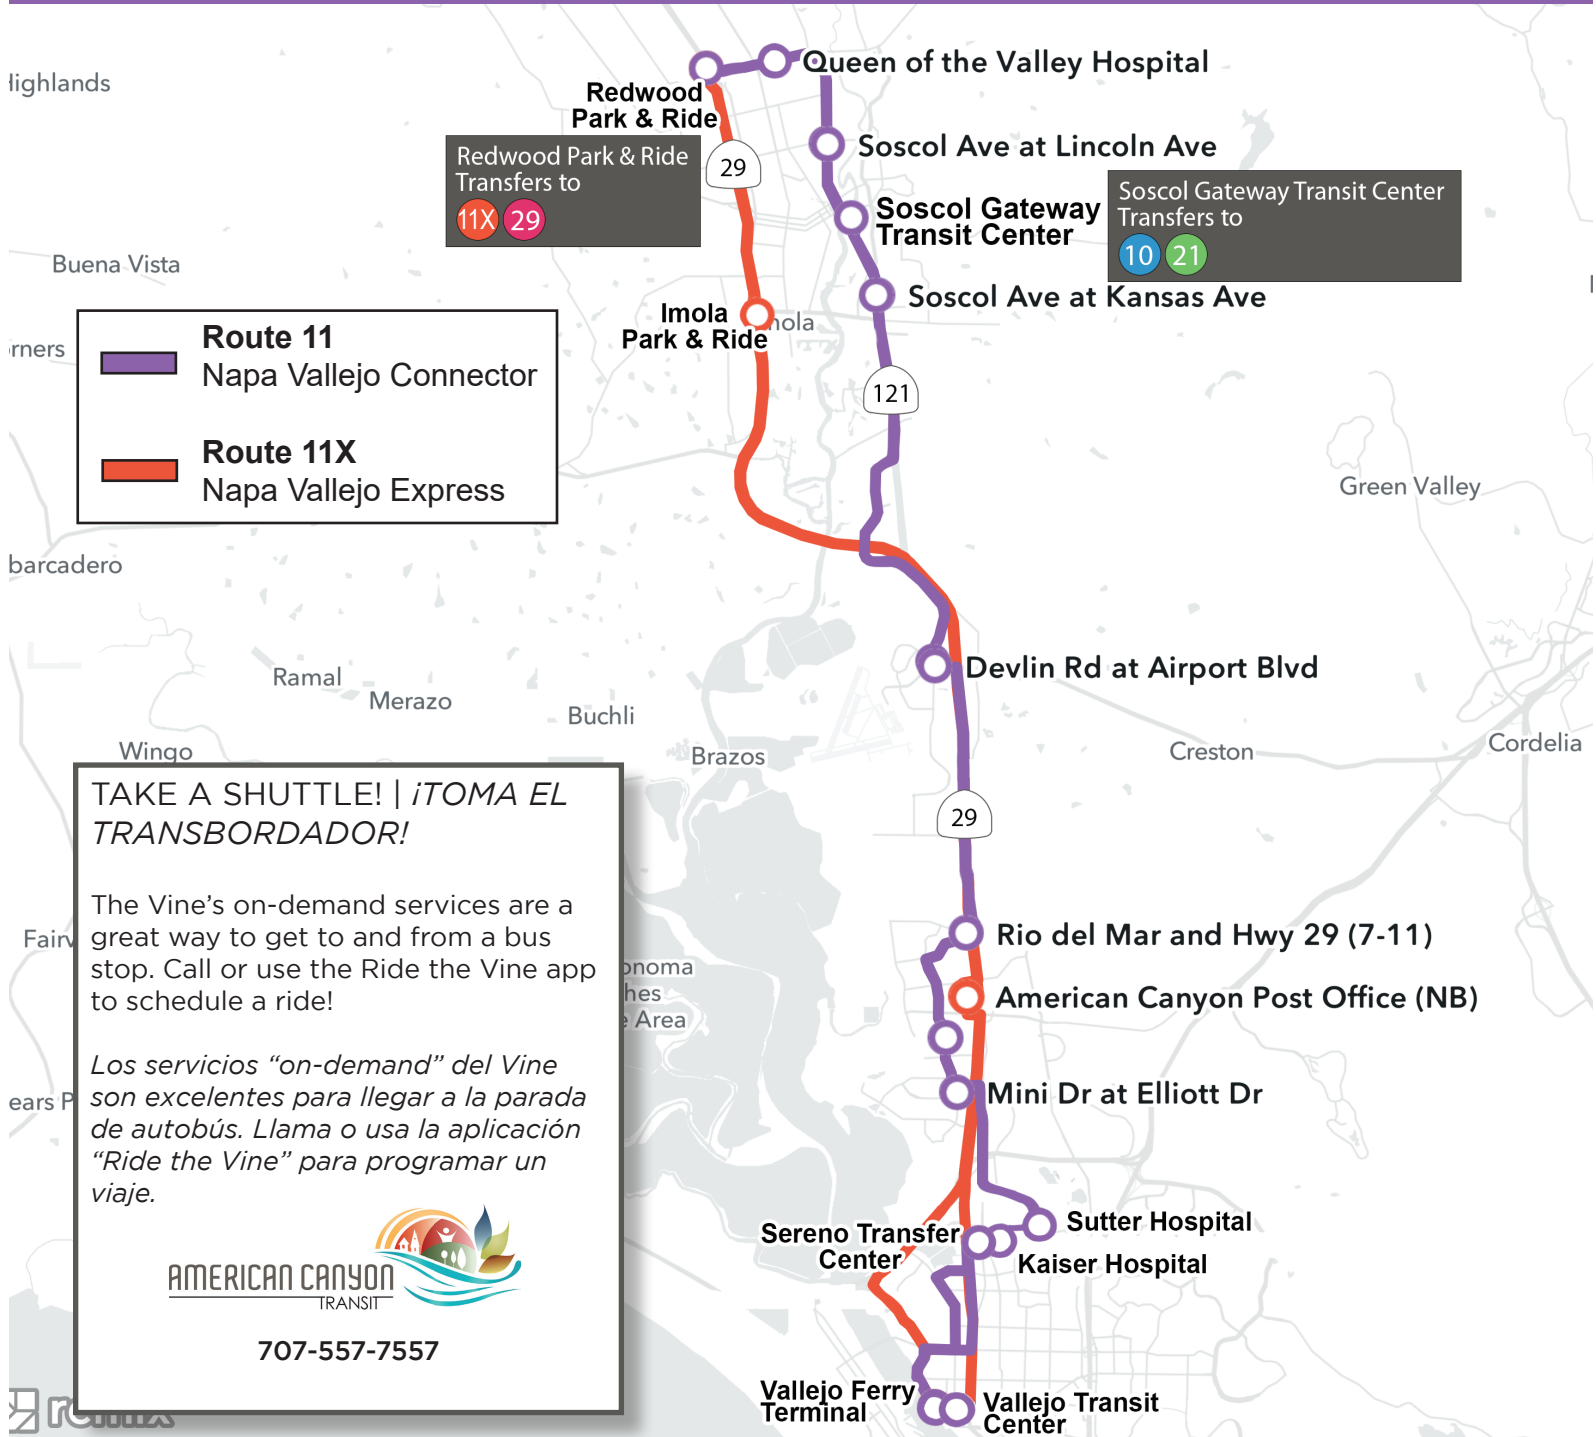 Queen of the Valley Hospital
Redwood
Park & Ride
Redwood Park & Ride
Transfers to
11X 29
29
Soscol Ave at Lincoln Ave
Soscol Gateway
Transit Center
Soscol Gateway Transit Center
Transfers to
10 21
Buena Vista
Soscol Ave at Kansas Ave
Imola
Park & Ride
Route 11
Napa Vallejo Connector
Route 11X
Napa Vallejo Express
121
Green Valley
Devlin Rd at Airport Blvd
Ramal
Merazo
Buchli
Wingo
Brazos
Creston
Cordelia
29
TAKE A SHUTTLE! | ¡TOMA EL
TRANSBORDADOR!
The Vine’s on-demand services are a
great way to get to and from a bus
stop. Call or use the Ride the Vine app
to schedule a ride!
Los servicios “on-demand” del Vine
son excelentes para llegar a la parada
de autobús. Llama o usa la aplicación
“Ride the Vine” para programar un
viaje.
AMERICAN CANYON
TRANSIT
707-557-7557
Area
Rio del Mar and Hwy 29 (7-11)
American Canyon Post Office (NB)
Mini Dr at Elliott Dr
Sutter Hospital
Sereno Transfer
Center
Kaiser Hospital
Vallejo Ferry
Terminal
Vallejo Transit
Center